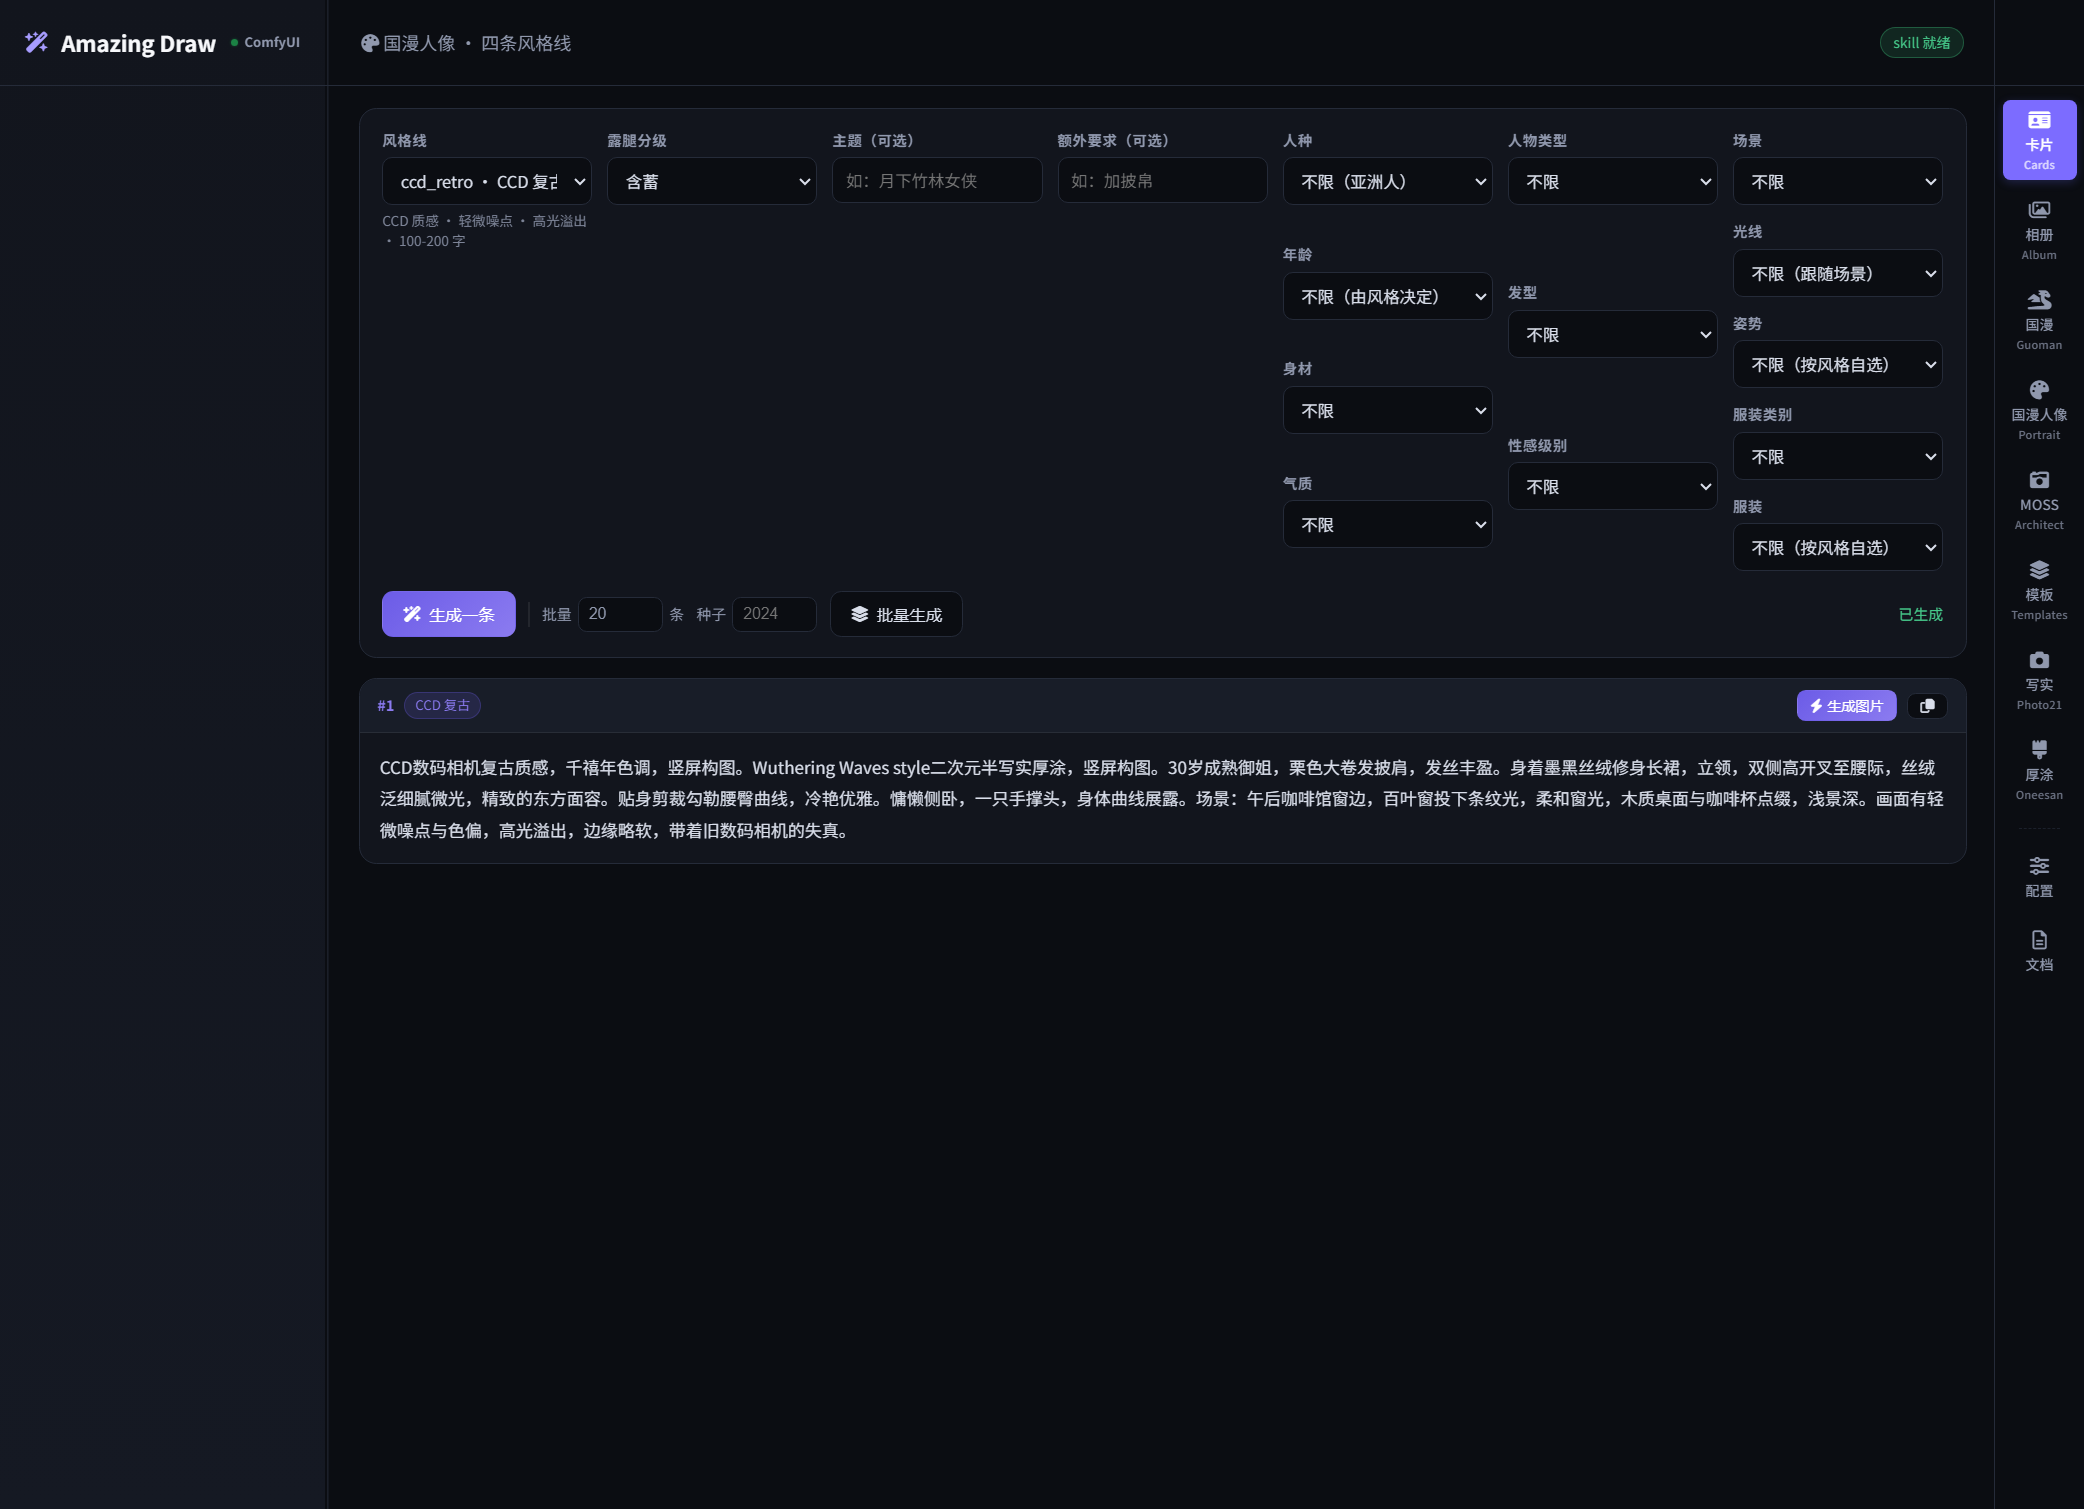 Amazing Draw
ComfyUI
国漫人像 · 四条风格线
skill 就绪
风格线
ccd_retro · CCD 复古
CCD 质感 · 轻微噪点 · 高光溢出
· 100-200 字
露腿分级
含蓄
主题（可选）
如：月下竹林女侠
额外要求（可选）
如：加披帛
人种
不限（亚洲人）
年龄
不限（由风格决定）
身材
不限
气质
不限
人物类型
不限
发型
不限
性感级别
不限
场景
不限
光线
不限（跟随场景）
姿势
不限（按风格自选）
服装类别
不限
服装
不限（按风格自选）
生成一条
批量
20
条
种子
2024
批量生成
已生成
#1
CCD 复古
生成图片
CCD数码相机复古质感，千禧年色调，竖屏构图。Wuthering Waves style二次元半写实厚涂，竖屏构图。30岁成熟御姐，栗色大卷发披肩，发丝丰盈。身着墨黑丝绒修身长裙，立领，双侧高开叉至腰际，丝绒
泛细腻微光，精致的东方面容。贴身剪裁勾勒腰臀曲线，冷艳优雅。慵懒侧卧，一只手撑头，身体曲线展露。场景：午后咖啡馆窗边，百叶窗投下条纹光，柔和窗光，木质桌面与咖啡杯点缀，浅景深。画面有轻
微噪点与色偏，高光溢出，边缘略软，带着旧数码相机的失真。
卡片
Cards
相册
Album
国漫
Guoman
国漫人像
Portrait
MOSS
Architect
模板
Templates
写实
Photo21
厚涂
Oneesan
配置
文档